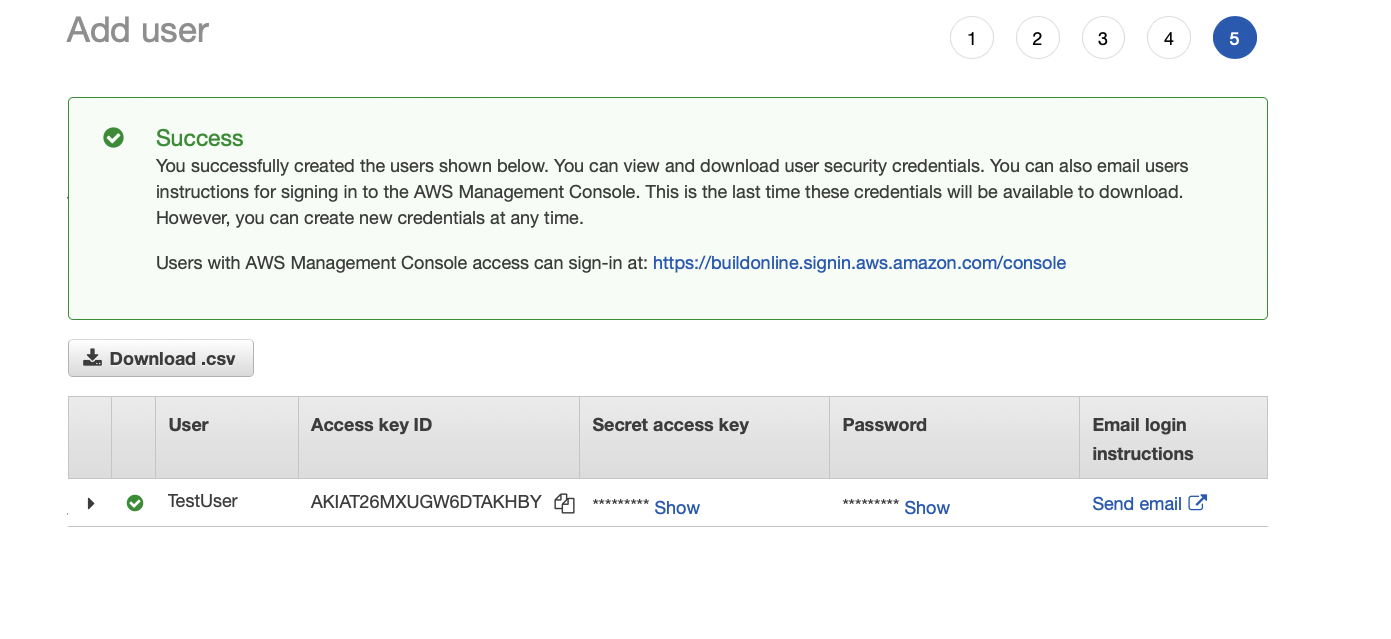 Add user
1 2 3 4 5
Success
You successfully created the users shown below. You can view and download user security credentials. You can also email users
instructions for signing in to the AWS Management Console. This is the last time these credentials will be available to download.
However, you can create new credentials at any time.
Users with AWS Management Console access can sign-in at: https://buildonline.signin.aws.amazon.com/console
Download .csv
User Access key ID Secret access key Password Email login
instructions
TestUser AKIAT26MXUGW6DTAKHBY ********* Show ********* Show Send email